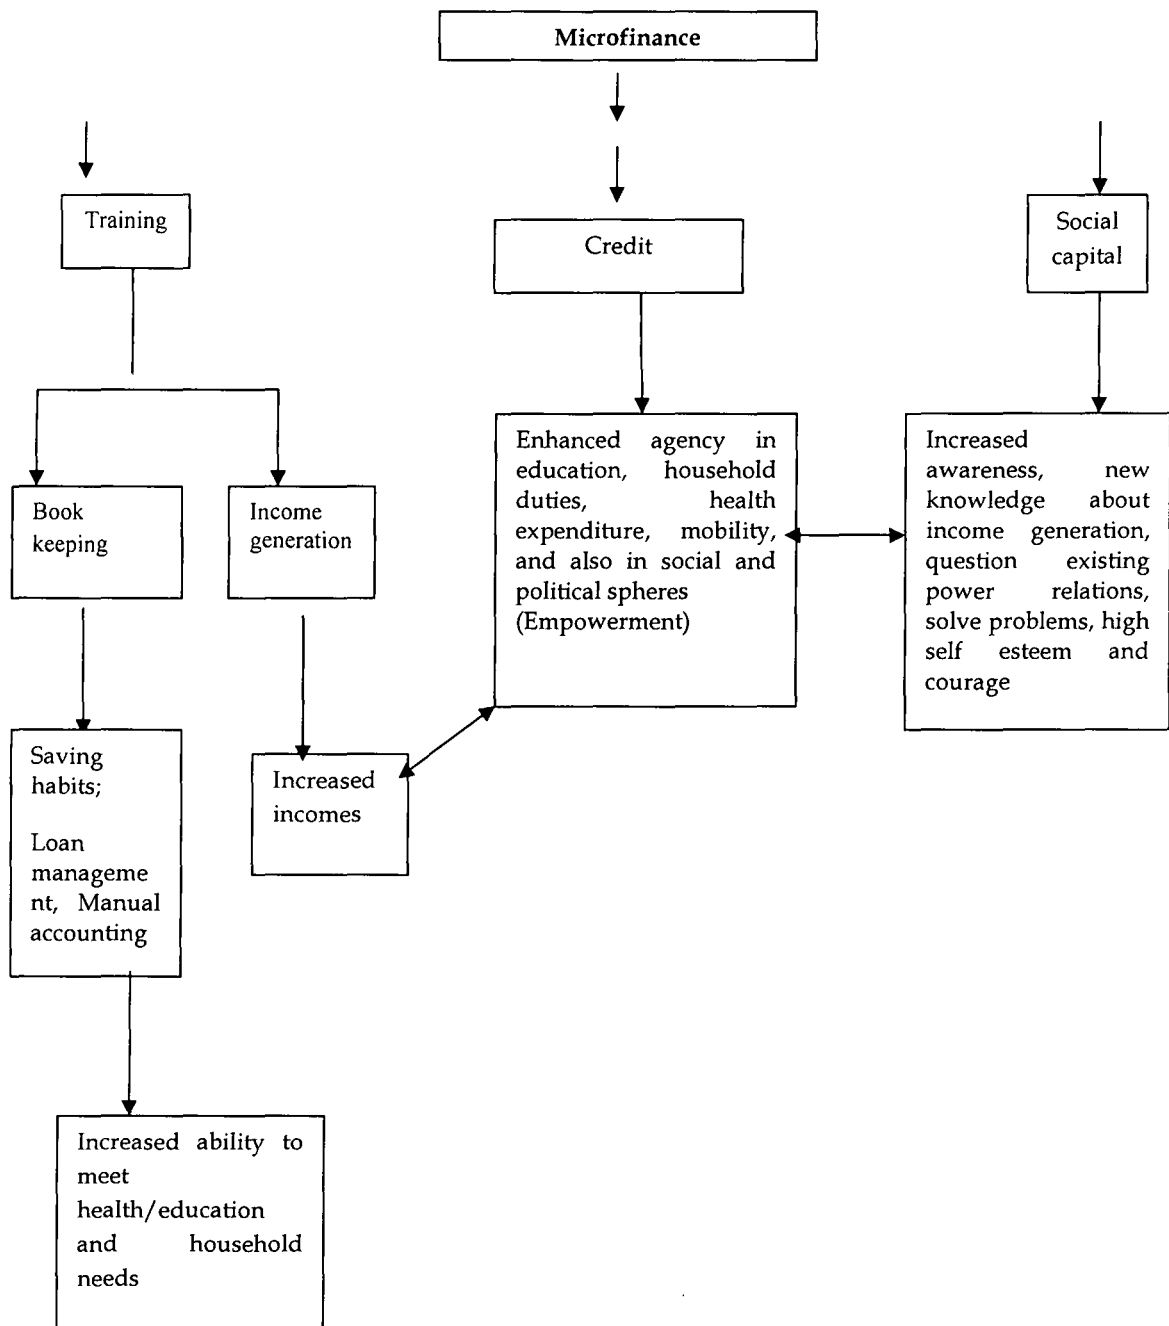 Microfinance
Training
Credit
Social
capital
Book
keeping
Income
generation
Enhanced agency in
education, household
duties, health
expenditure, mobility,
and also in social and
political spheres
(Empowerment)
Increased
awareness, new
knowledge about
income generation,
question existing
power relations,
solve problems, high
self esteem and
courage
Saving
habits;
Loan
manageme
nt, Manual
accounting
Increased
incomes
Increased ability to
meet
health/education
and household
needs